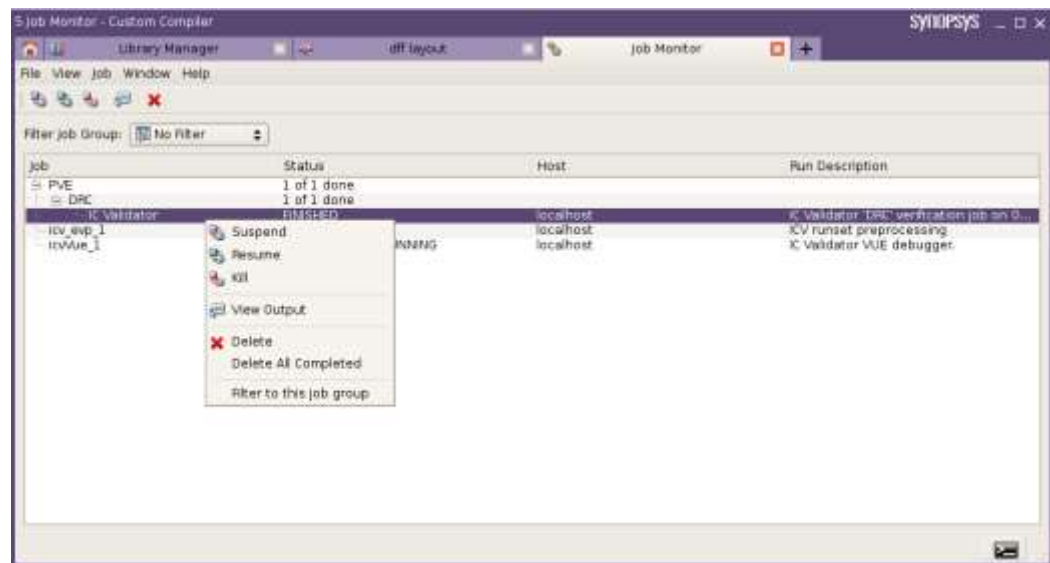 5 Job Monitor - Custom Compiler SYNOPSYS
Library Manager dff layout Job Monitor
File View Job Window Help
Filter Job Group: No Filter
Job Status Host Run Description
PVE 1 of 1 done
DRC 1 of 1 done
IC Validator FINISHED localhost IC Validator 'DRC' verification job on 0...
icv_evp_1 localhost ICV runset preprocessing
icvVue_1 NNING localhost IC Validator VUE debugger.
Suspend
Resume
Kill
View Output
Delete
Delete All Completed
Filter to this job group